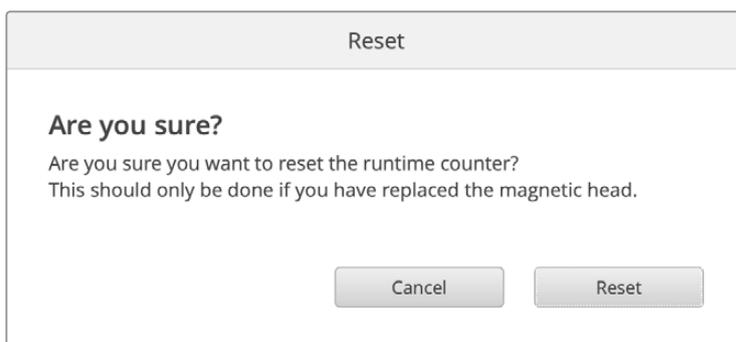 Reset
Are you sure?
Are you sure you want to reset the runtime counter?
This should only be done if you have replaced the magnetic head.
Cancel Reset